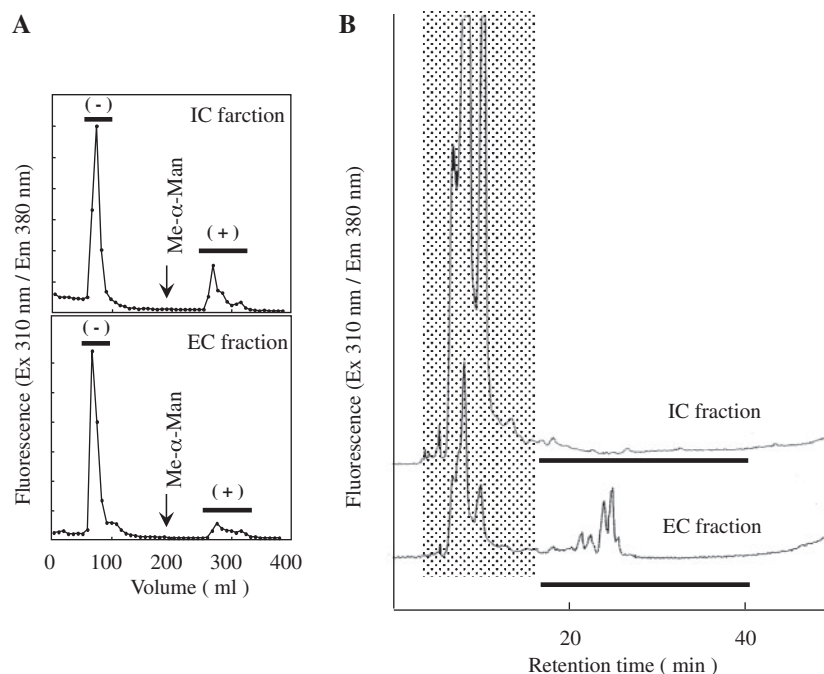 A
Fluorescence (Ex 310 nm / Em 380 nm)
(-)
IC farction
Me-α-Man
(+)
(-)
EC fraction
Me-α-Man
(+)
0 100 200 300 400
Volume ( ml )
B
Fluorescence (Ex 310 nm / Em 380 nm)
IC fraction
EC fraction
20 40
Retention time ( min )